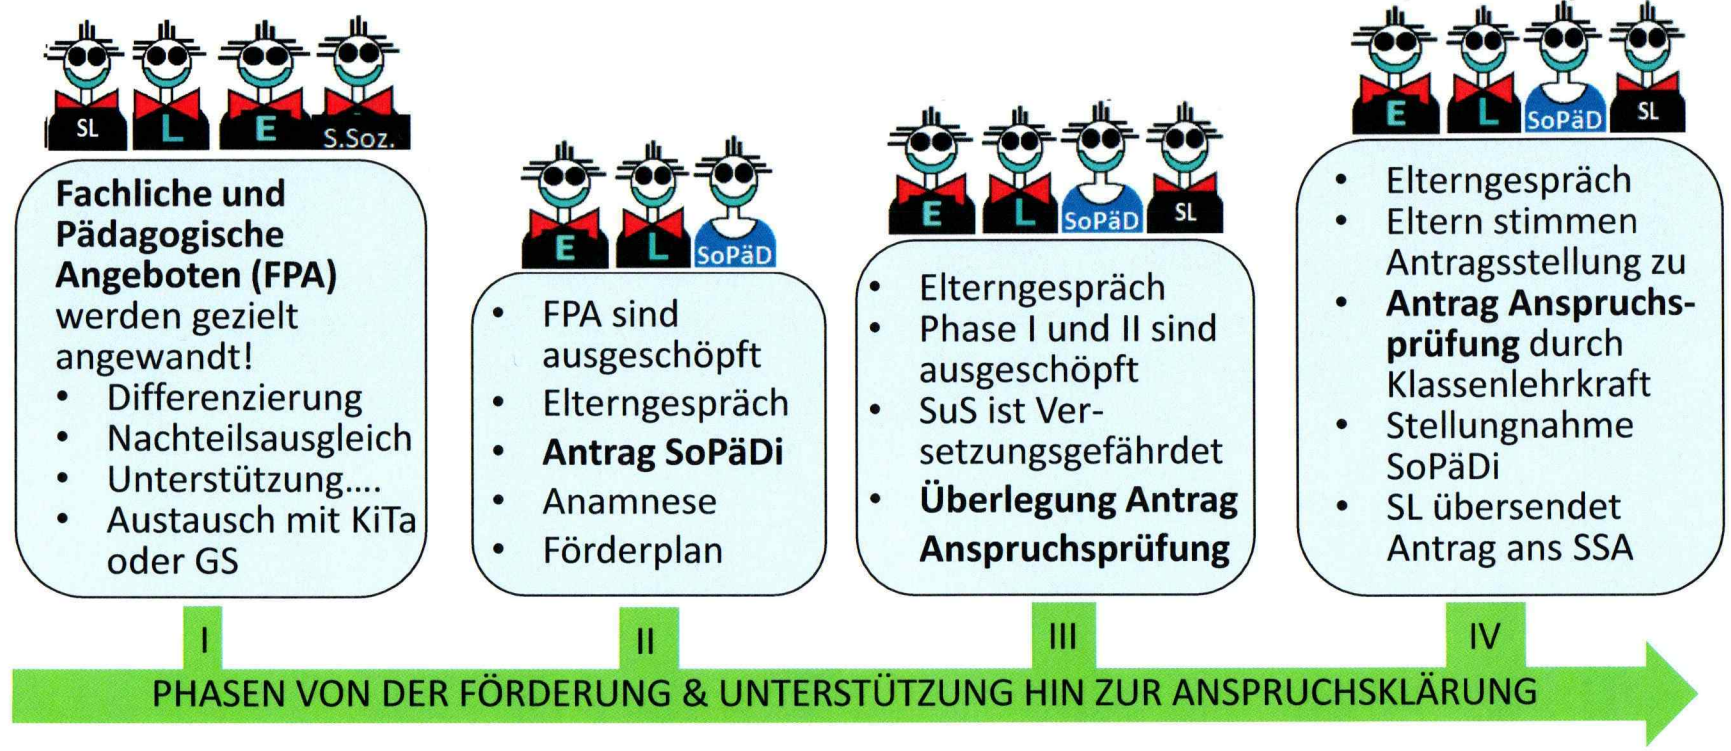 SL L E S.Soz.
Fachliche und
Pädagogische
Angeboten (FPA)
werden gezielt
angewandt!
• Differenzierung
• Nachteilsausgleich
• Unterstützung....
• Austausch mit KiTa
oder GS
I
E L SoPäD
• FPA sind
ausgeschöpft
• Elterngespräch
• Antrag SoPäDi
• Anamnese
• Förderplan
II
E L SoPäD SL
• Elterngespräch
• Phase I und II sind
ausgeschöpft
• SuS ist Ver-
setzungsgefährdet
• Überlegung Antrag
Anspruchsprüfung
III
E L SoPäD SL
• Elterngespräch
• Eltern stimmen
Antragsstellung zu
• Antrag Anspruchs-
prüfung durch
Klassenlehrkraft
• Stellungnahme
SoPäDi
• SL übersendet
Antrag ans SSA
IV
PHASEN VON DER FÖRDERUNG & UNTERSTÜTZUNG HIN ZUR ANSPRUCHSKLÄRUNG